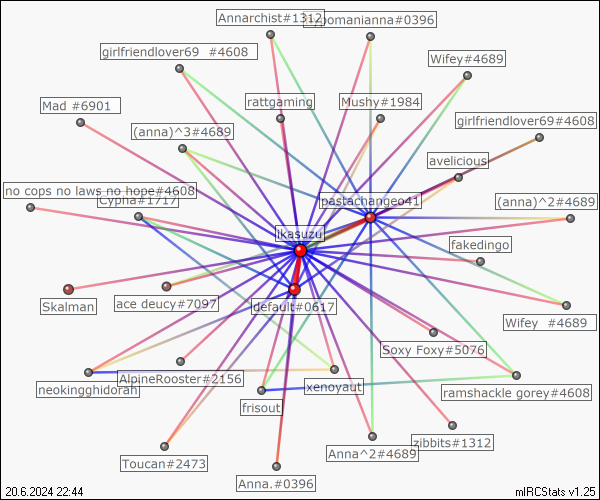 Annarchist#1312
hypomanianna#0396
girlfriendlover69 #4608
Wifey#4689
Mad #6901
rattgaming
Mushy#1984
girlfriendlover69#4608
(anna)^3#4689
avelicious
no cops no laws no hope#4608
Cypha#1717
pastachangeo41
(anna)^2#4689
ikasuzu
fakedingo
Skalman
ace deucy#7097
default#0617
Wifey #4689
Soxy Foxy#5076
AlpineRooster#2156
neokingghidorah
xenoyaut
ramshackle gorey#4608
frisout
zibbits#1312
Anna^2#4689
Toucan#2473
Anna.#0396
20.6.2024 22:44
mIRCStats v1.25